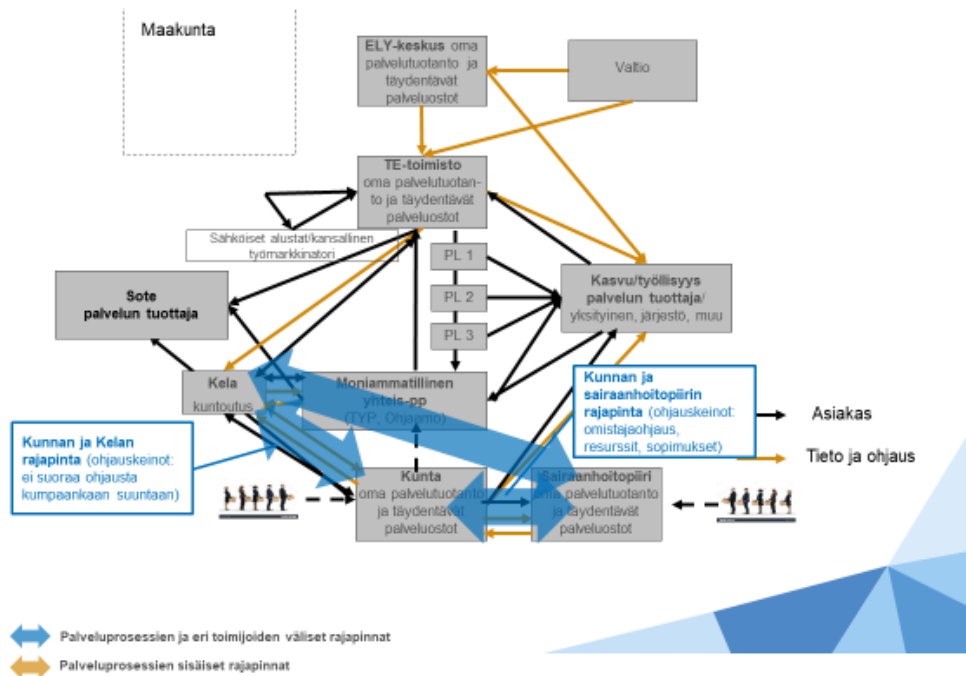 Maakunta
ELY-keskus oma
palvelutuotanto ja
täydentävät
palveluostot
Valtio
TE-toimisto
oma palvelutuotan-
to ja täydentävät
palveluostot
Sähköiset alustat/kansallinen
työmarkkinatori
PL 1
PL 2
PL 3
Kasvu/työllisyys
palvelun tuottaja/
yksityinen, järjestö, muu
Sote
palvelun tuottaja
Kela
kuntoutus
Moniammatillinen
yhteis-pp
(TYP, Ohjaamo)
Kunnan ja
sairaanhoitopiirin
rajapinta (ohjauskeinot:
omistajaohjaus,
resurssit, sopimukset)
Asiakas
Tieto ja ohjaus
Kunnan ja Kelan
rajapinta (ohjauskeinot:
ei suoraa ohjausta
kumpaankaan suuntaan)
Kunta
oma palvelutuotanto
ja täydentävät
palveluostot
Sairaanhoitopiiri
oma palvelutuotanto
ja täydentävät
palveluostot
Palveluprosessien ja eri toimijoiden väliset rajapinnat
Palveluprosessien sisäiset rajapinnat